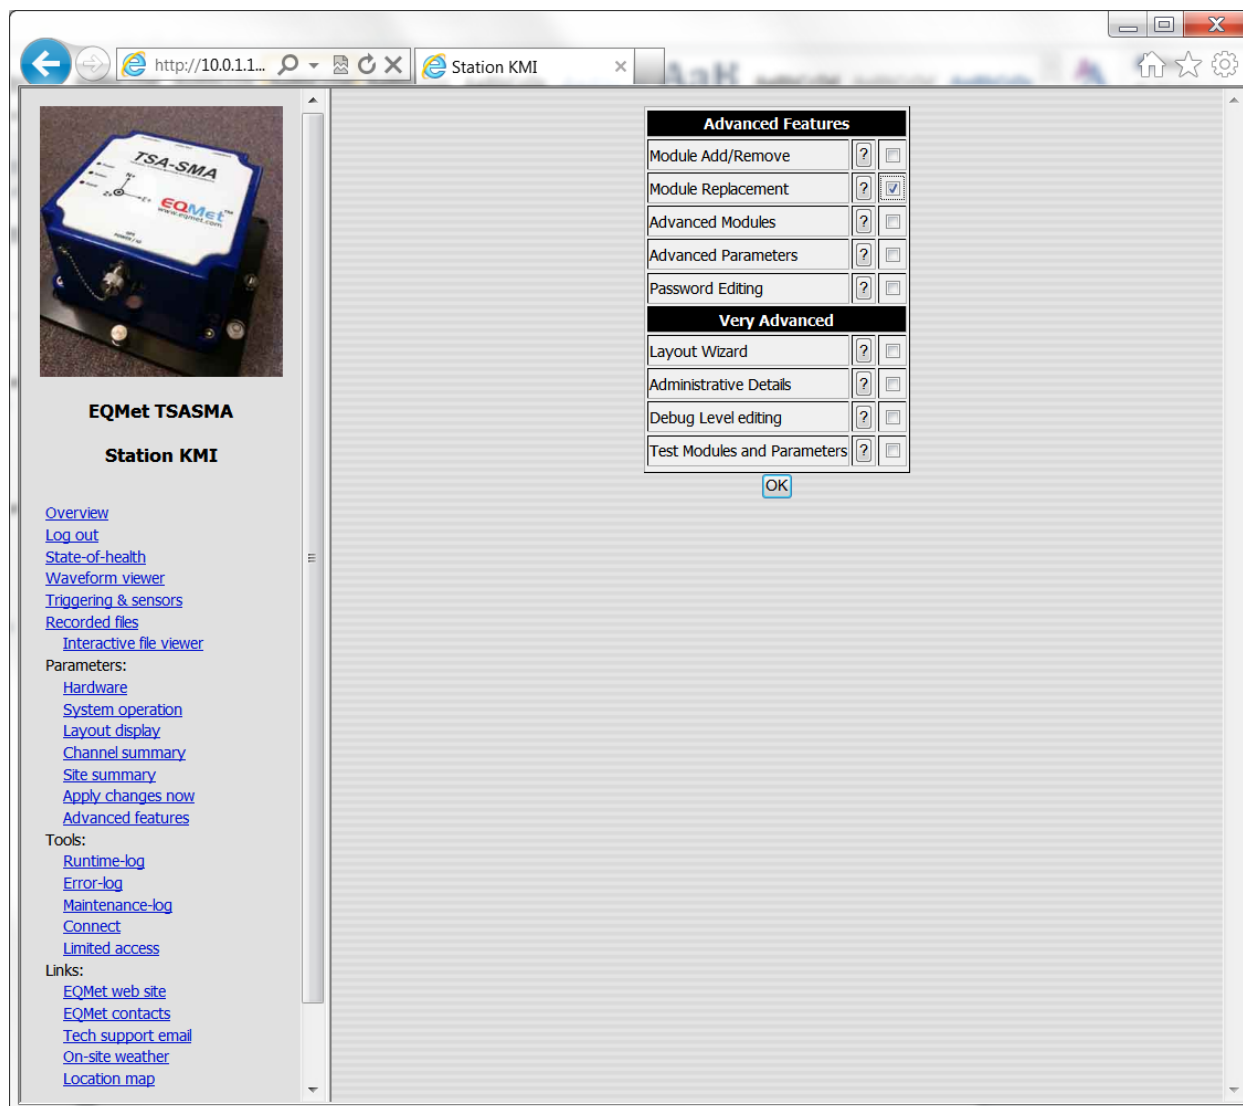 http://10.0.1.1...
Station KMI
TSA-SMA
N+
Z+
E+
EQMet™
www.eqmet.com
POWER / IO
EQMet TSASMA
Station KMI
Overview
Log out
State-of-health
Waveform viewer
Triggering & sensors
Recorded files
Interactive file viewer
Parameters:
Hardware
System operation
Layout display
Channel summary
Site summary
Apply changes now
Advanced features
Tools:
Runtime-log
Error-log
Maintenance-log
Connect
Limited access
Links:
EQMet web site
EQMet contacts
Tech support email
On-site weather
Location map
Advanced Features
Module Add/Remove ?
Module Replacement ?
Advanced Modules ?
Advanced Parameters ?
Password Editing ?
Very Advanced
Layout Wizard ?
Administrative Details ?
Debug Level editing ?
Test Modules and Parameters ?
OK